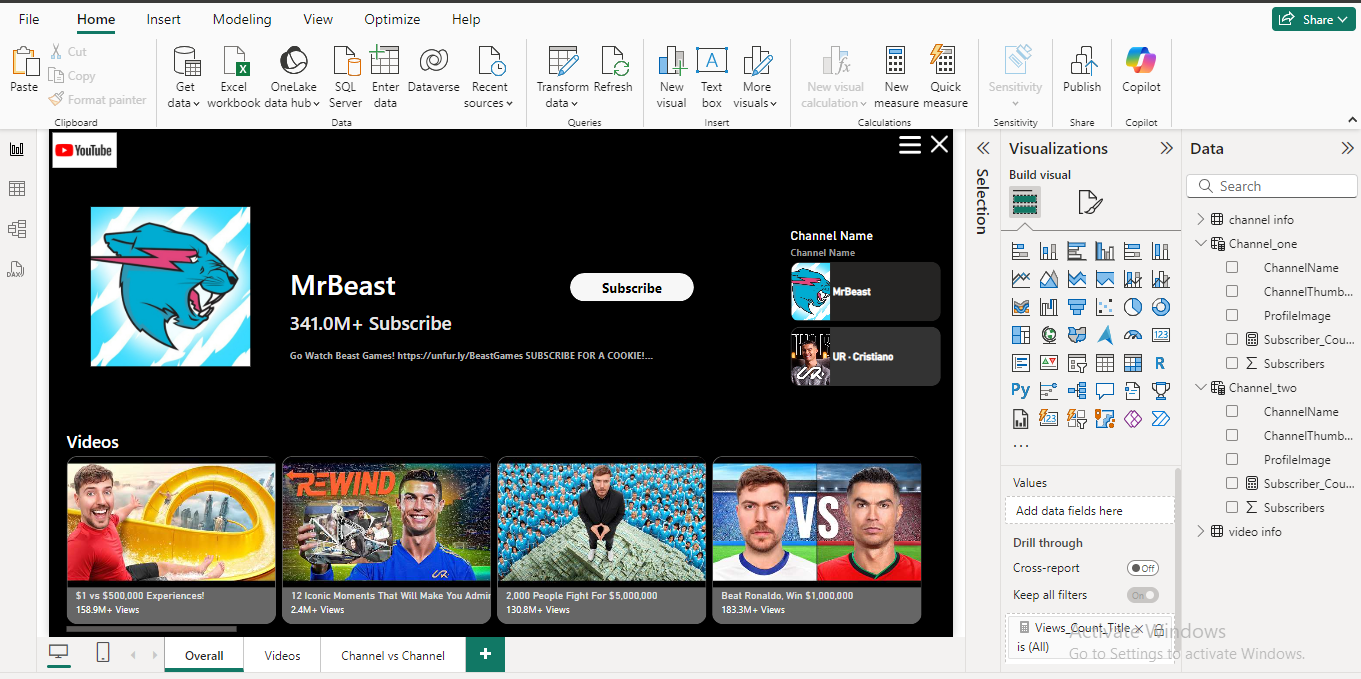 File Home Insert Modeling View Optimize Help Share
Paste Cut Copy Format painter
Get data Excel workbook OneLake data hub SQL Server Enter data Dataverse Recent sources Transform data Refresh New visual Text box More visuals New visual calculation New measure Quick measure Sensitivity Publish Copilot
Clipboard Data Queries Insert Calculations Sensitivity Share Copilot
YouTube
MrBeast
Subscribe
341.0M+ Subscribe
Go Watch Beast Games! https://unfur.ly/BeastGames SUBSCRIBE FOR A COOKIE!...
Channel Name
Channel Name
MrBeast
UR - Cristiano
Videos
REWIND
VS
$1 vs $500,000 Experiences!
158.9M+ Views
12 Iconic Moments That Will Make You Admir
2.4M+ Views
2,000 People Fight For $5,000,000
130.8M+ Views
Beat Ronaldo, Win $1,000,000
183.3M+ Views
Overall Videos Channel vs Channel +
Selection
Visualizations
Build visual
123
R
Py
123
...
Values
Add data fields here
Drill through
Cross-report Off
Keep all filters On
Views_Count_Title
is (All)
Data
Search
channel info
Channel_one
ChannelName
ChannelThumb...
ProfileImage
Subscriber_Cou...
Subscribers
Channel_two
ChannelName
ChannelThumb...
ProfileImage
Subscriber_Cou...
Subscribers
video info
Activate Windows
Go to Settings to activate Windows.